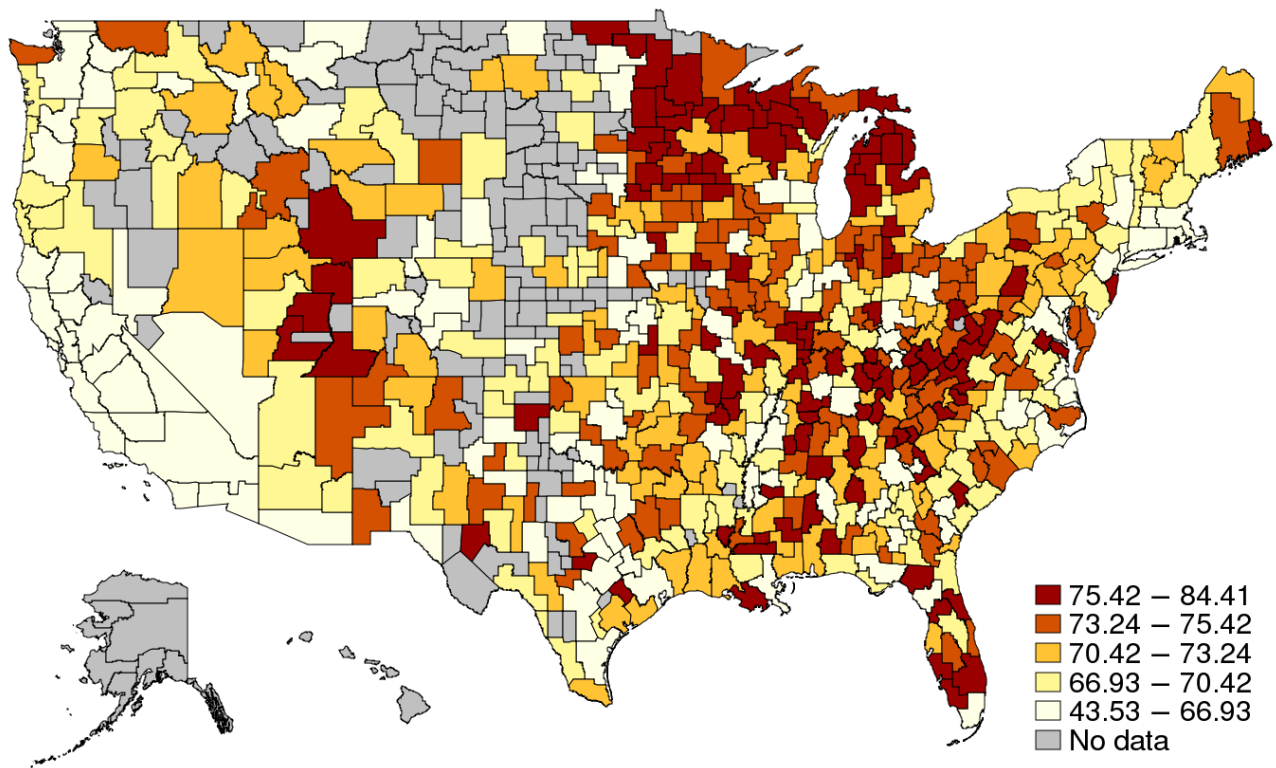 75.42 – 84.41
73.24 – 75.42
70.42 – 73.24
66.93 – 70.42
43.53 – 66.93
No data